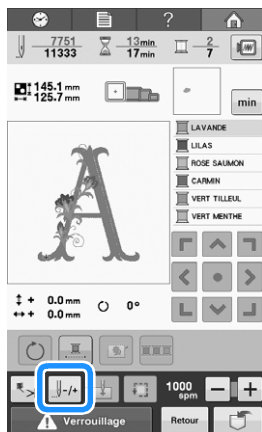 ?
7751 13min 2
11333 17min 7
145.1 mm
125.7 mm
min
LAVANDE
LILAS
ROSE SAUMON
CARMIN
VERT TILLEUL
VERT MENTHE
A
+ 0.0 mm 0°
+ 0.0 mm
-/+
1000 spm - +
Verrouillage Retour